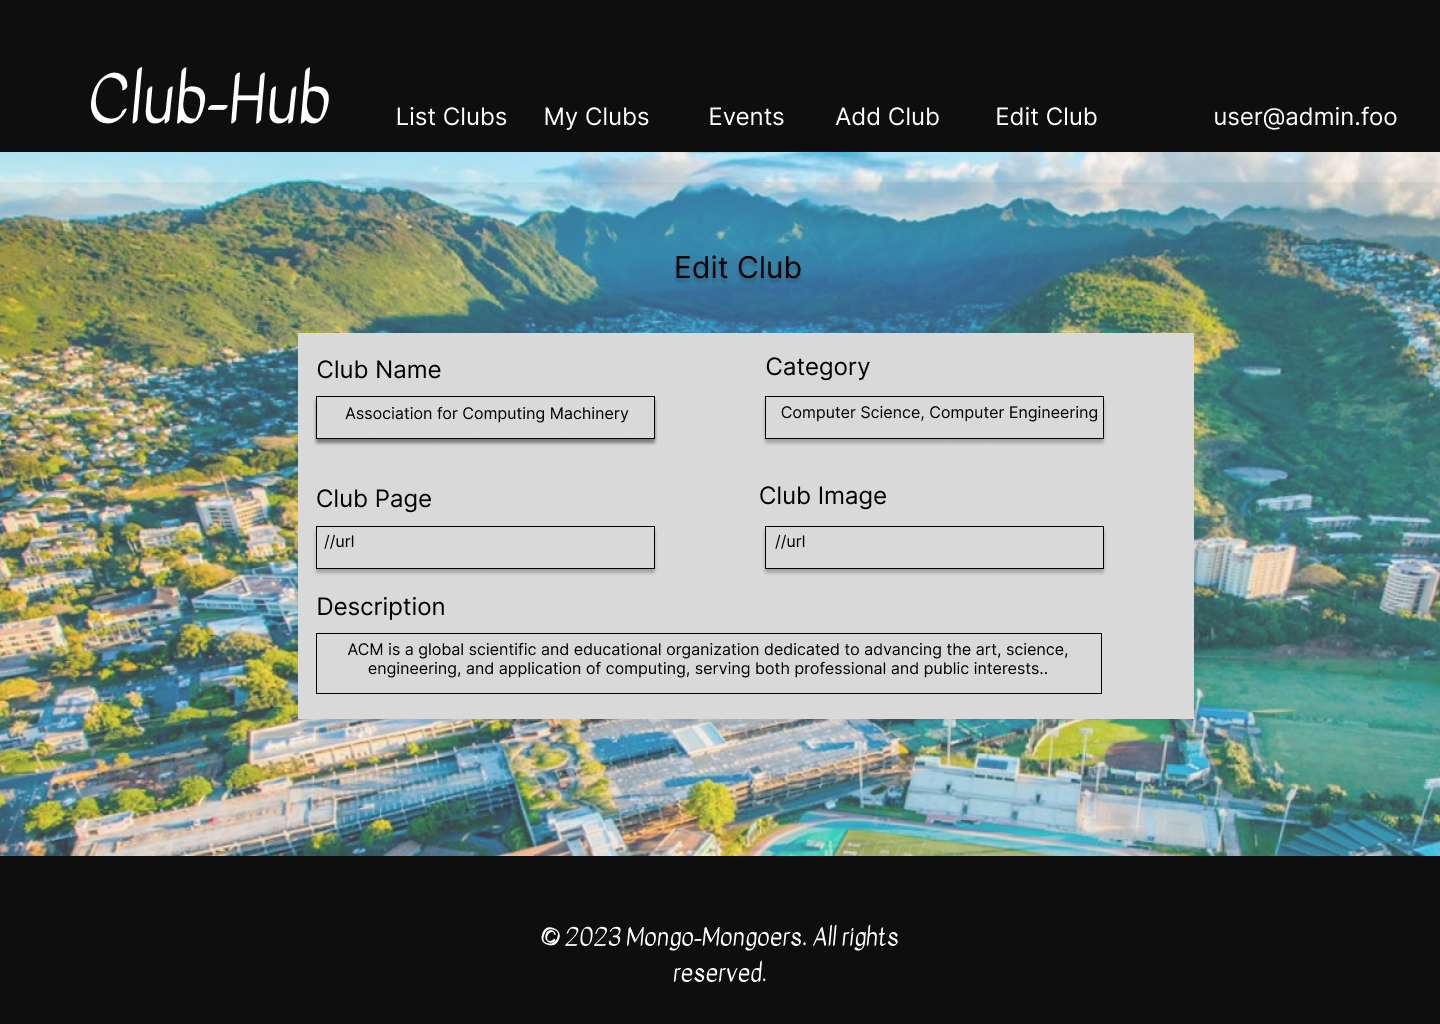 Club-Hub
List Clubs
My Clubs
Events
Add Club
Edit Club
user@admin.foo
Edit Club
Club Name
Category
Association for Computing Machinery
Computer Science, Computer Engineering
Club Page
Club Image
//url
//url
Description
ACM is a global scientific and educational organization dedicated to advancing the art, science,
engineering, and application of computing, serving both professional and public interests..
© 2023 Mongo-Mongoers. All rights
reserved.